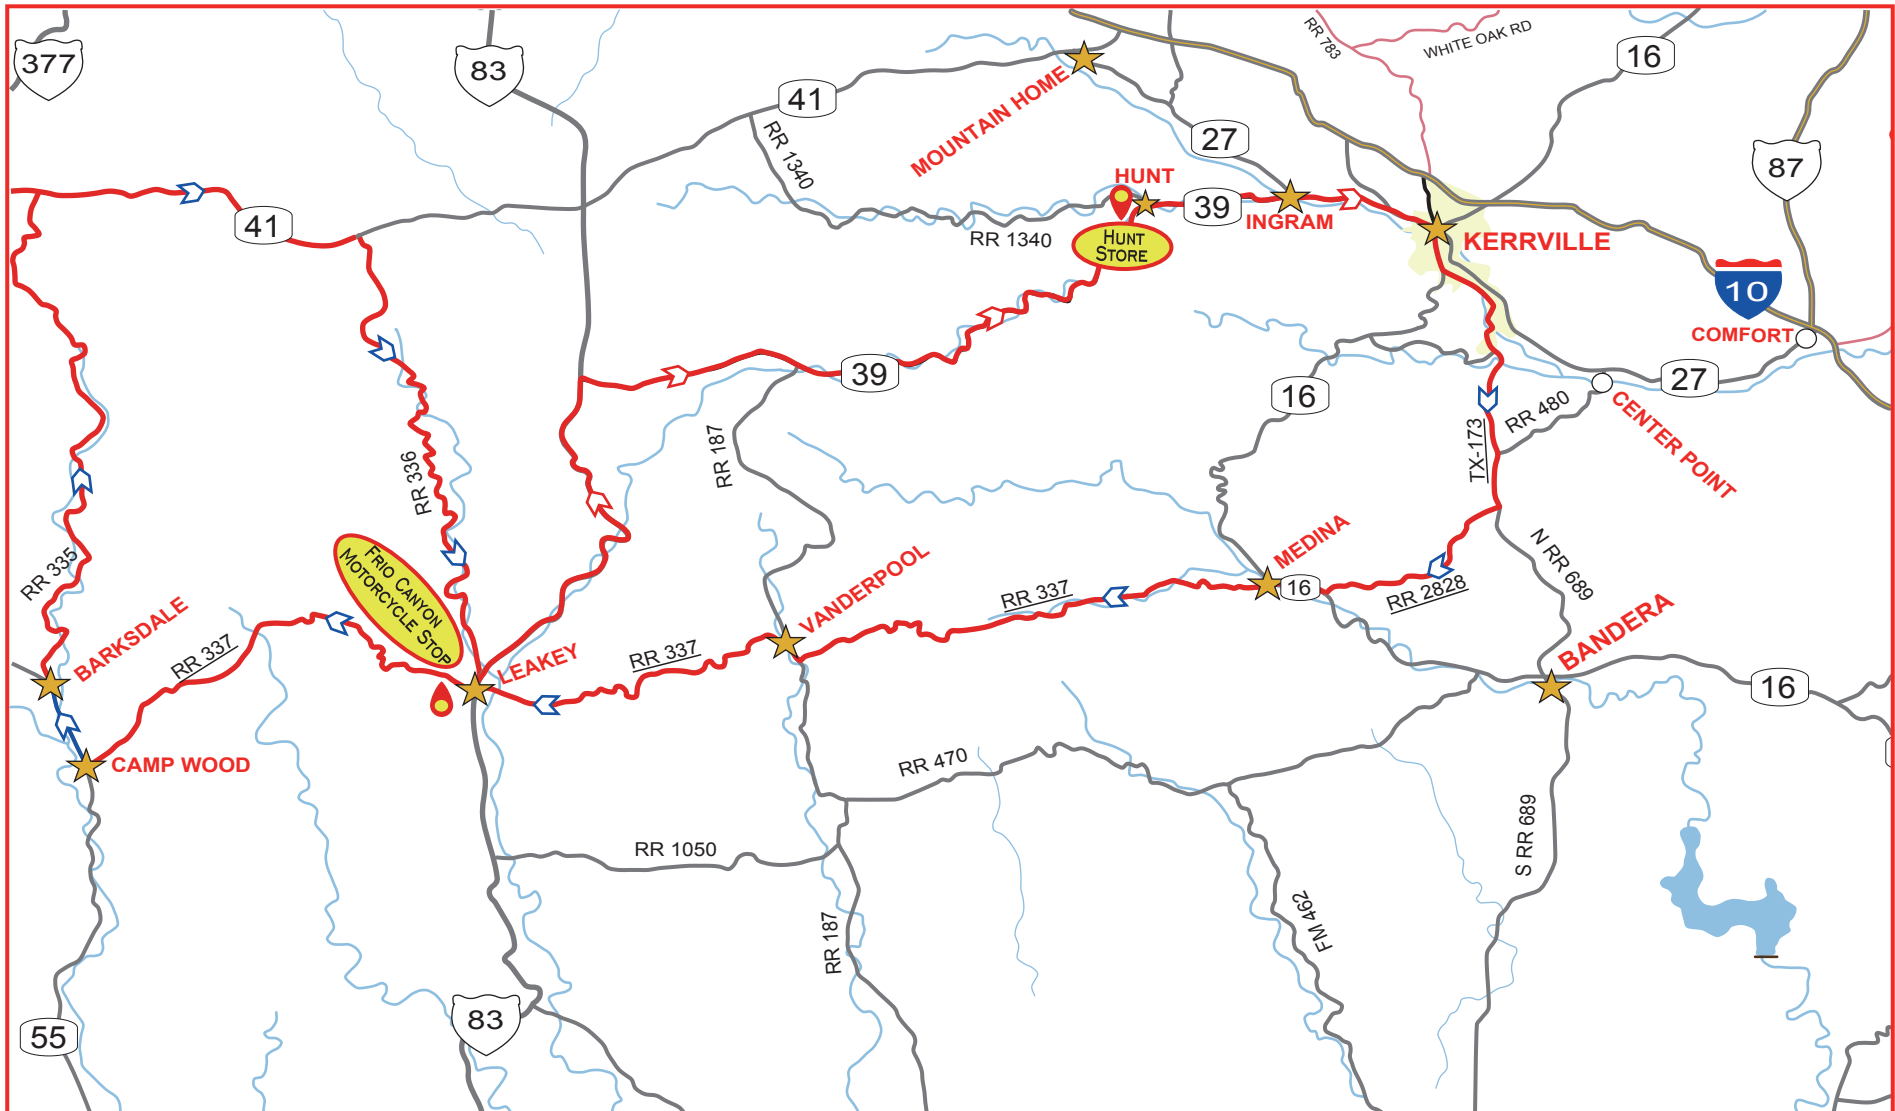 377
83
41
MOUNTAIN HOME
RR 783
WHITE OAK RD
16
27
87
RR 1340
HUNT
39
INGRAM
KERRVILLE
41
RR 1340
HUNT
STORE
10
COMFORT
39
16
27
RR 480
CENTER POINT
TX-173
RR 187
RR 336
RR 335
FRIO CANYON
MOTORCYCLE STOP
VANDERPOOL
MEDINA
N RR 689
16
RR 2828
RR 337
BARKSDALE
RR 337
LEAKEY
RR 337
BANDERA
16
CAMP WOOD
RR 470
RR 1050
S RR 689
RR 187
FM 462
83
55